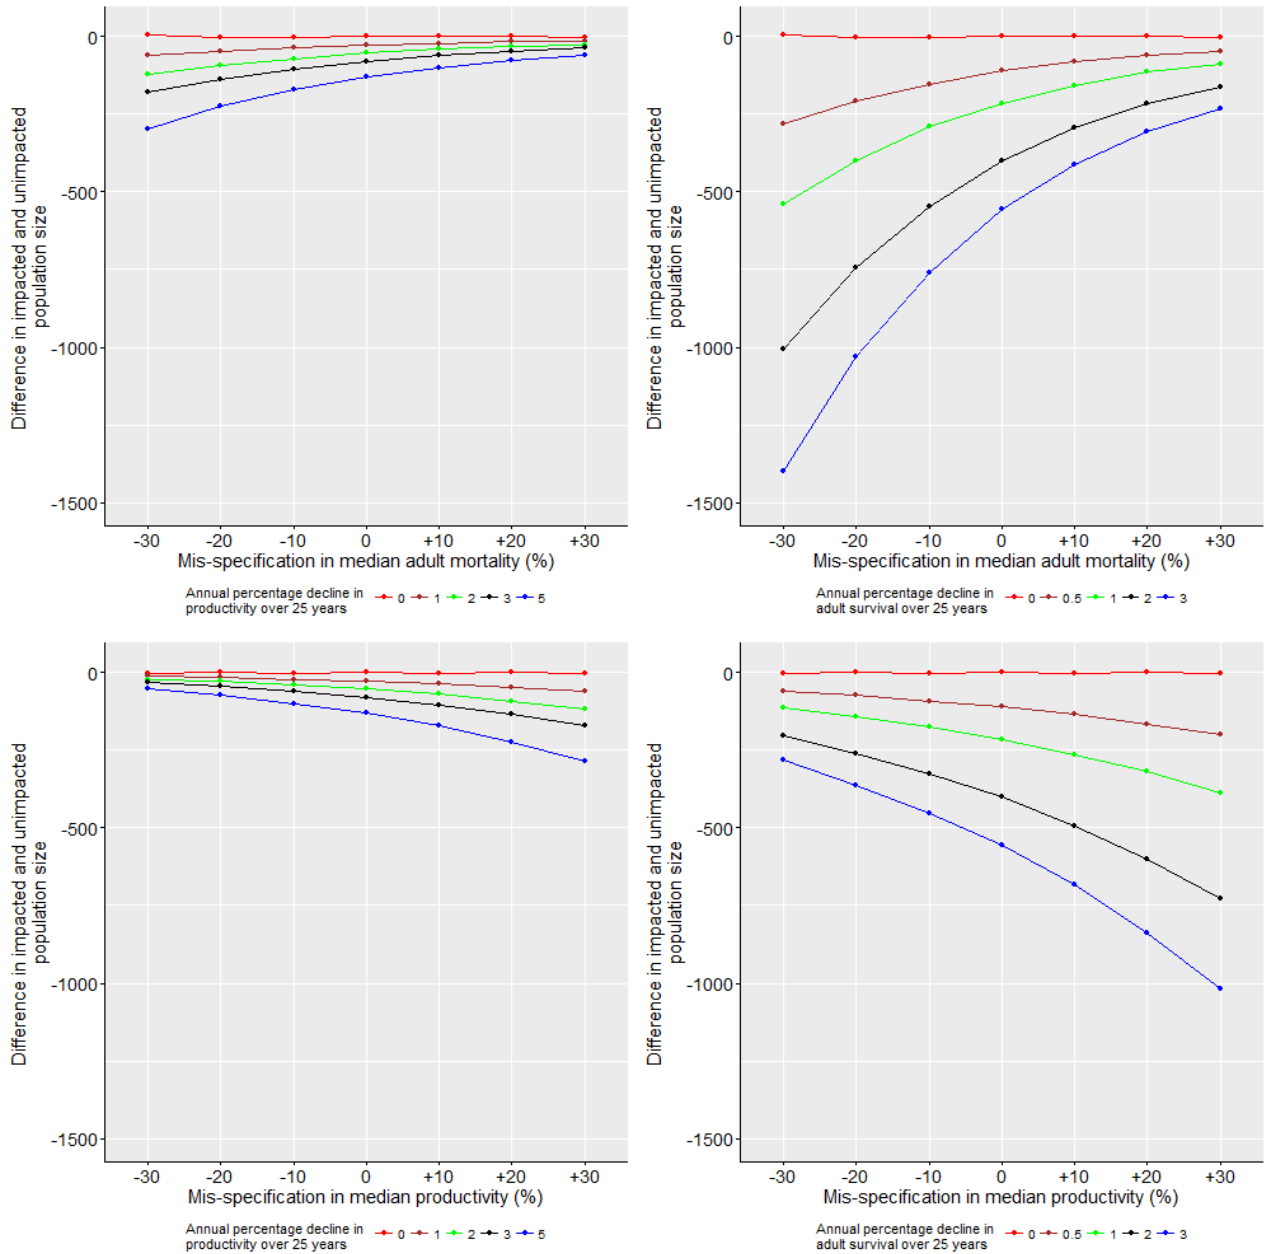 Difference in impacted and unimpacted
population size
0
-500
-1000
-1500
-30 -20 -10 0 +10 +20 +30
Mis-specification in median adult mortality (%)
Annual percentage decline in
productivity over 25 years
0 1 2 3 5
Difference in impacted and unimpacted
population size
0
-500
-1000
-1500
-30 -20 -10 0 +10 +20 +30
Mis-specification in median adult mortality (%)
Annual percentage decline in
adult survival over 25 years
0 0.5 1 2 3
Difference in impacted and unimpacted
population size
0
-500
-1000
-1500
-30 -20 -10 0 +10 +20 +30
Mis-specification in median productivity (%)
Annual percentage decline in
productivity over 25 years
0 1 2 3 5
Difference in impacted and unimpacted
population size
0
-500
-1000
-1500
-30 -20 -10 0 +10 +20 +30
Mis-specification in median productivity (%)
Annual percentage decline in
adult survival over 25 years
0 0.5 1 2 3